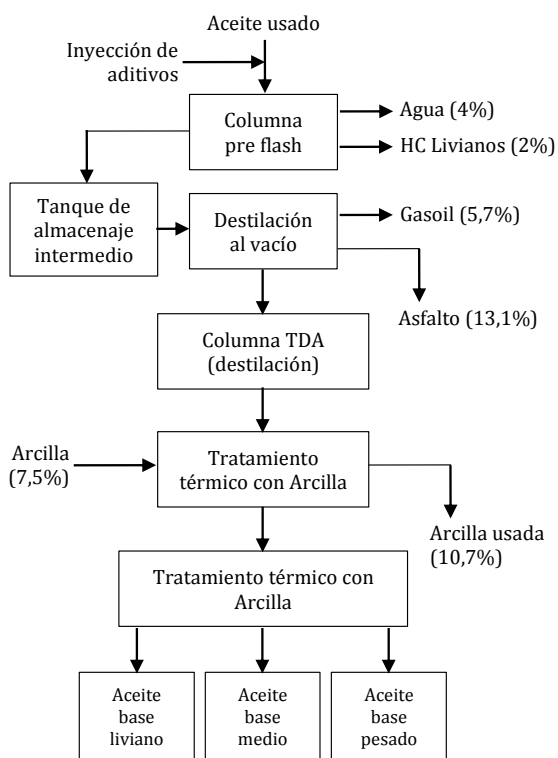 Aceite usado
Inyección de
aditivos
Columna
pre flash
Agua (4%)
HC Livianos (2%)
Tanque de
almacenaje
intermedio
Destilación
al vacío
Gasoil (5,7%)
Asfalto (13,1%)
Columna TDA
(destilación)
Arcilla
(7,5%)
Tratamiento
térmico con Arcilla
Arcilla usada
(10,7%)
Tratamiento térmico con
Arcilla
Aceite
base
liviano
Aceite
base
medio
Aceite
base
pesado